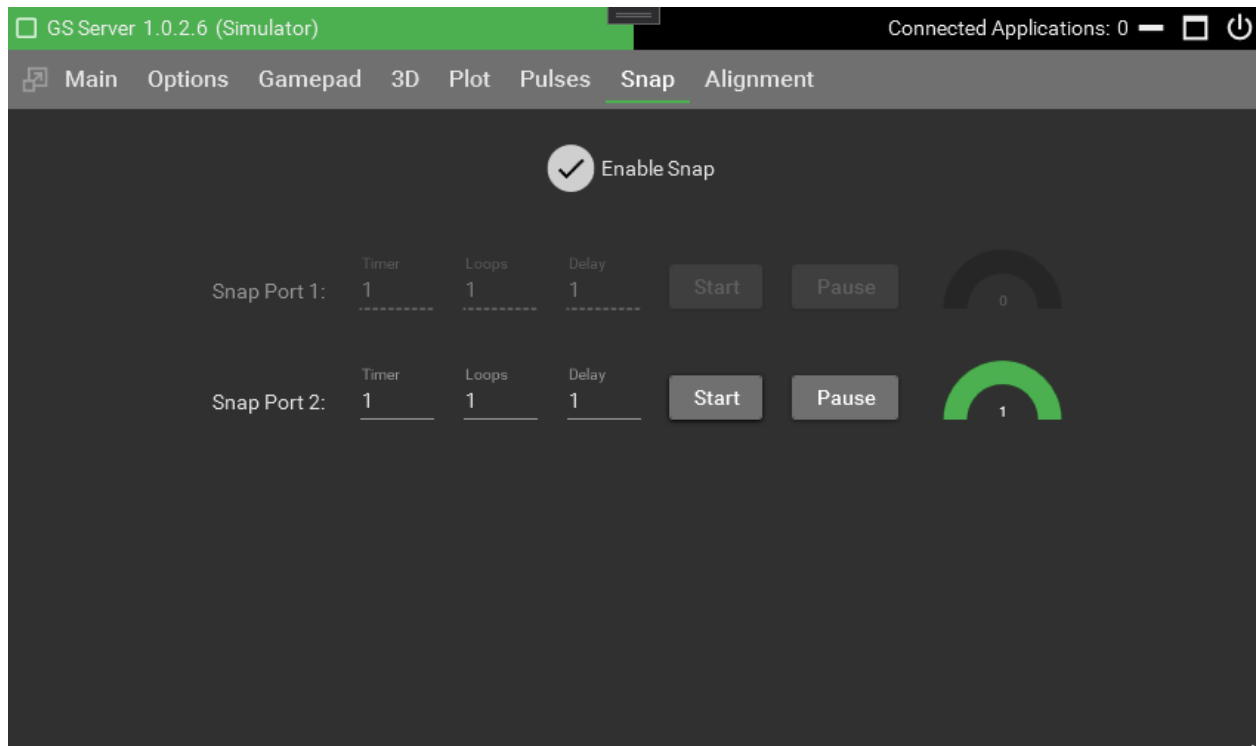 GS Server 1.0.2.6 (Simulator) Connected Applications: 0
Main Options Gamepad 3D Plot Pulses Snap Alignment
Enable Snap
Timer Loops Delay
Snap Port 1: 1 1 1 Start Pause 0
Timer Loops Delay
Snap Port 2: 1 1 1 Start Pause 1